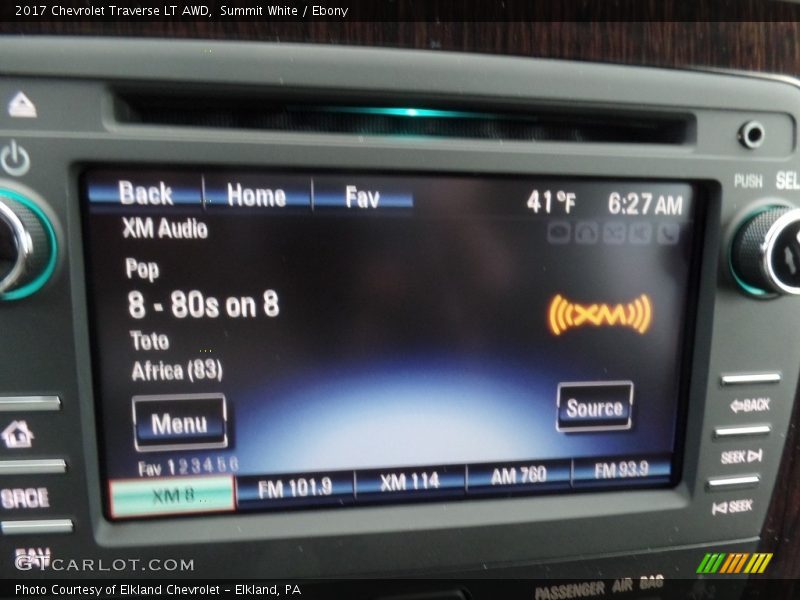 2017 Chevrolet Traverse LT AWD,  Summit White / Ebony
PUSH SEL
Back Home Fav 41°F 6:27 AM
XM Audio
Pop
8 - 80s on 8
XM
Toto
Africa (83)
Menu
Source
BACK
SEEK
SEEK
SRCE
FAV
Fav 1 2 3 4 5 6
XM 8 FM 101.9 XM 114 AM 760 FM 93.9
GTCARLOT.COM
PASSENGER AIR BAG
Photo Courtesy of Elkland Chevrolet - Elkland, PA